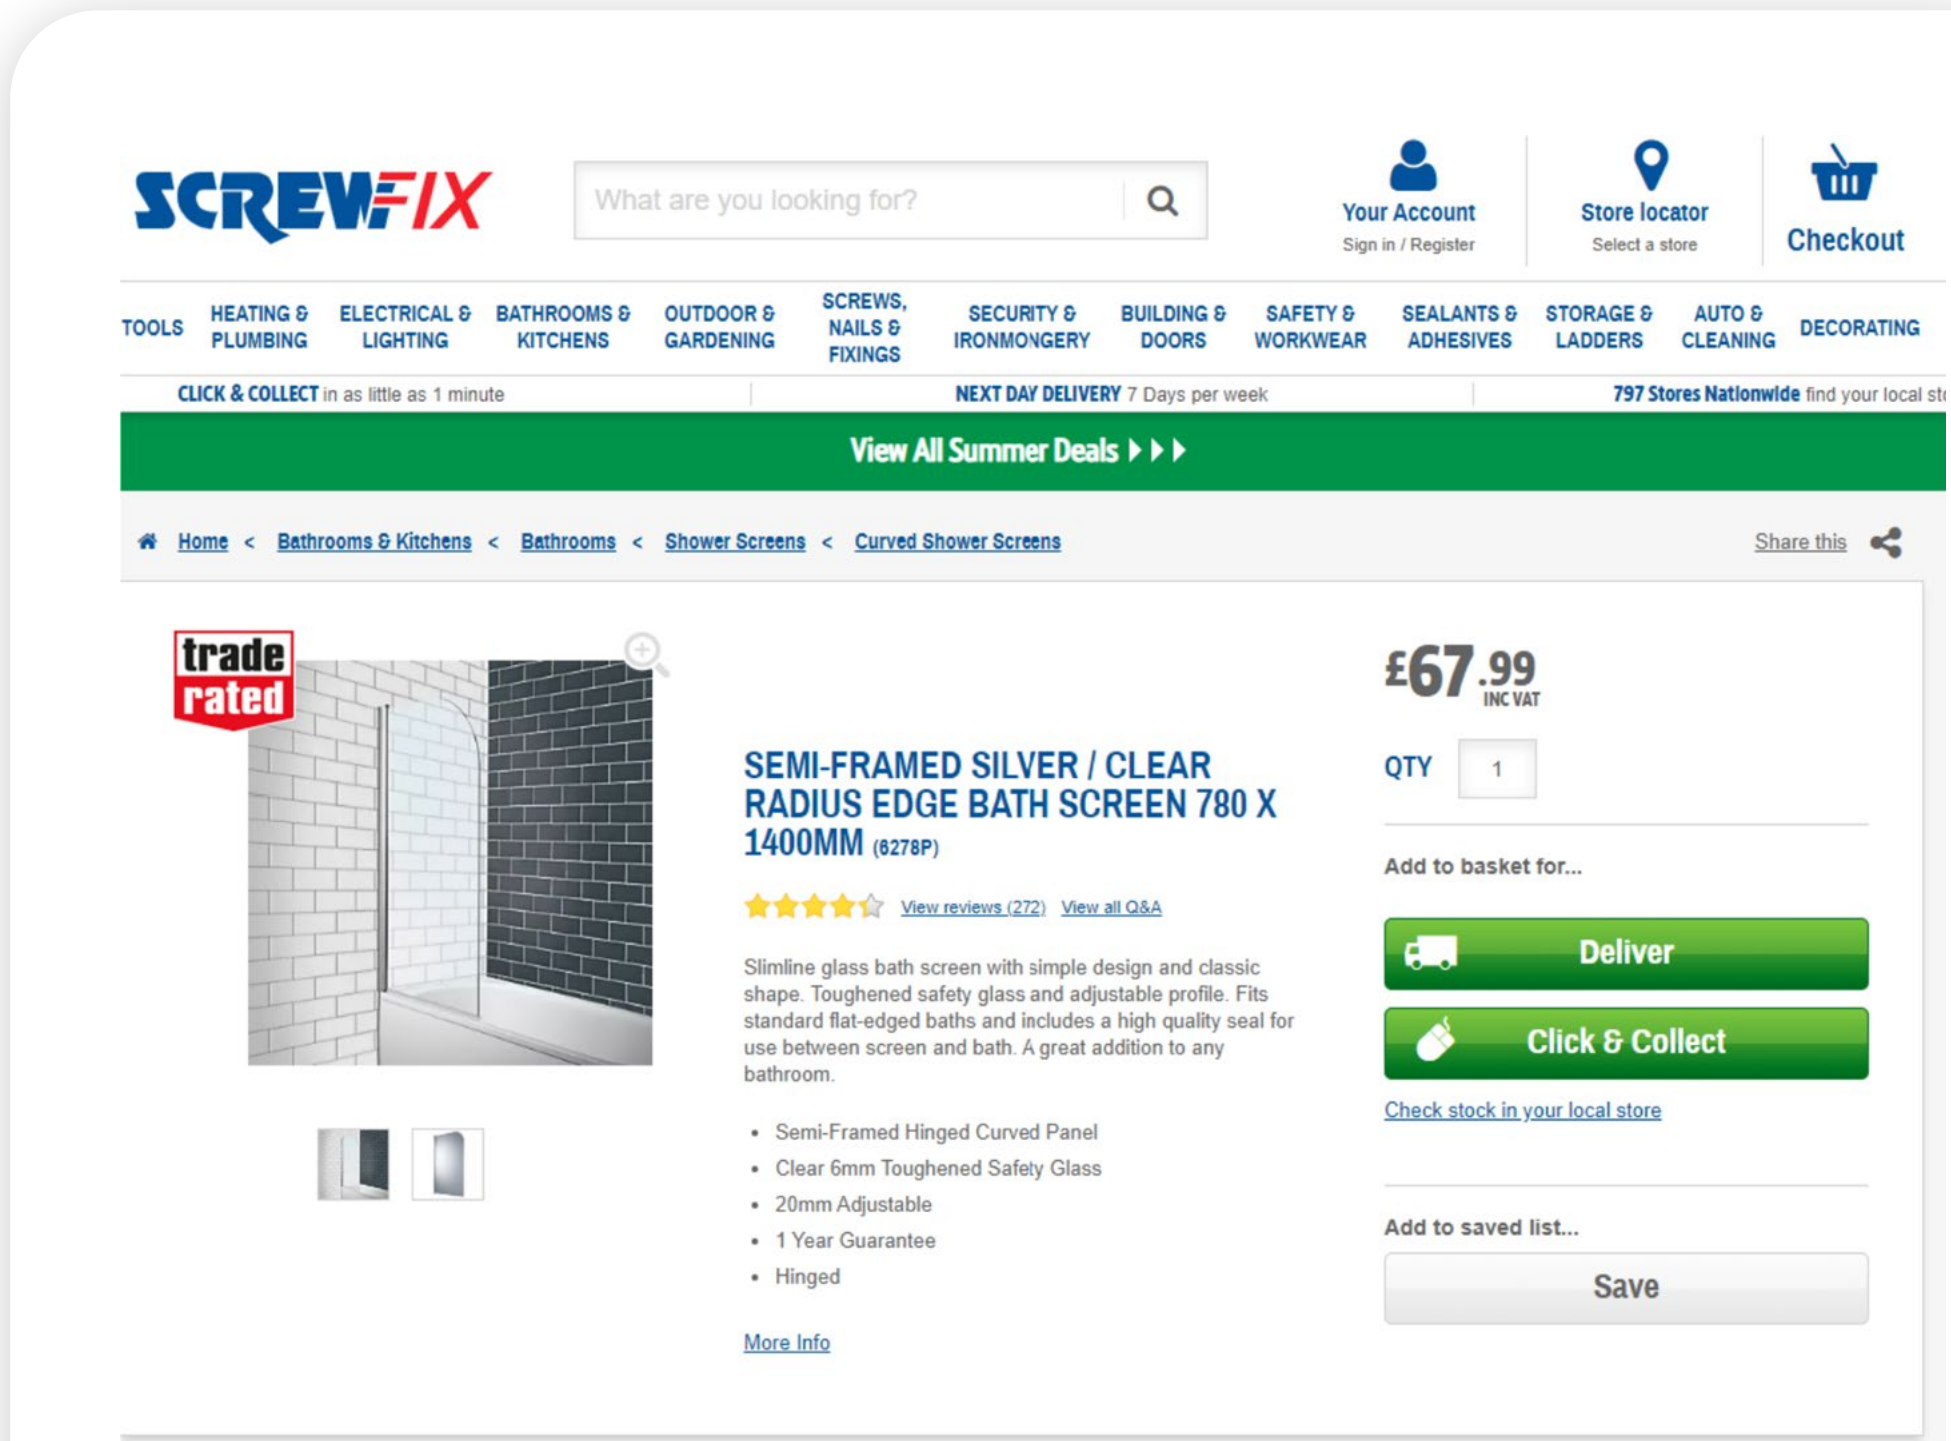 SCREWFIX
What are you looking for?
Your Account
Sign in / Register
Store locator
Select a store
Checkout
TOOLS
HEATING &
PLUMBING
ELECTRICAL &
LIGHTING
BATHROOMS &
KITCHENS
OUTDOOR &
GARDENING
SCREWS,
NAILS &
FIXINGS
SECURITY &
IRONMONGERY
BUILDING &
DOORS
SAFETY &
WORKWEAR
SEALANTS &
ADHESIVES
STORAGE &
LADDERS
AUTO &
CLEANING
DECORATING
CLICK & COLLECT in as little as 1 minute
NEXT DAY DELIVERY 7 Days per week
797 Stores Nationwide find your local
View All Summer Deals
Home < Bathrooms & Kitchens < Bathrooms < Shower Screens < Curved Shower Screens
Share this
trade
rated
SEMI-FRAMED SILVER / CLEAR
RADIUS EDGE BATH SCREEN 780 X
1400MM (6278P)
View reviews (272) View all Q&A
Slimline glass bath screen with simple design and classic
shape. Toughened safety glass and adjustable profile. Fits
standard flat-edged baths and includes a high quality seal for
use between screen and bath. A great addition to any
bathroom.
• Semi-Framed Hinged Curved Panel
• Clear 6mm Toughened Safety Glass
• 20mm Adjustable
• 1 Year Guarantee
• Hinged
More Info
£67.99
INC VAT
QTY 1
Add to basket for...
Deliver
Click & Collect
Check stock in your local store
Add to saved list...
Save